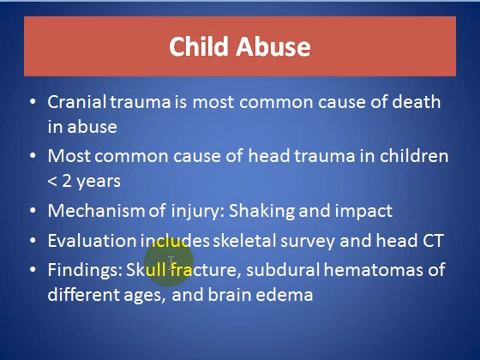 Child Abuse
• Cranial trauma is most common cause of death
in abuse
• Most common cause of head trauma in children
< 2 years
• Mechanism of injury: Shaking and impact
• Evaluation includes skeletal survey and head CT
• Findings: Skull fracture, subdural hematomas of
different ages, and brain edema